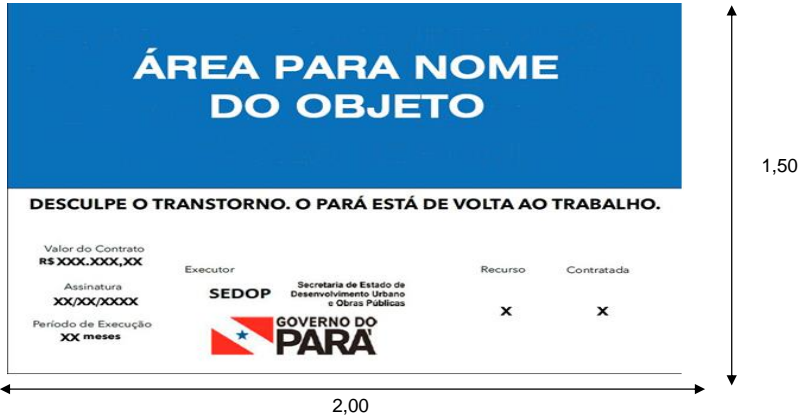 ÁREA PARA NOME
DO OBJETO
1,50
DESCULPE O TRANSTORNO. O PARÁ ESTÁ DE VOLTA AO TRABALHO.
Valor do Contrato
R$ XXX.XXX,XX
Assinatura
XX/XX/XXXX
Período de Execução
XX meses
Executor
SEDOP
Secretaria de Estado de
Desenvolvimento Urbano
e Obras Públicas
GOVERNO DO
PARÁ
Recurso
X
Contratada
X
2,00